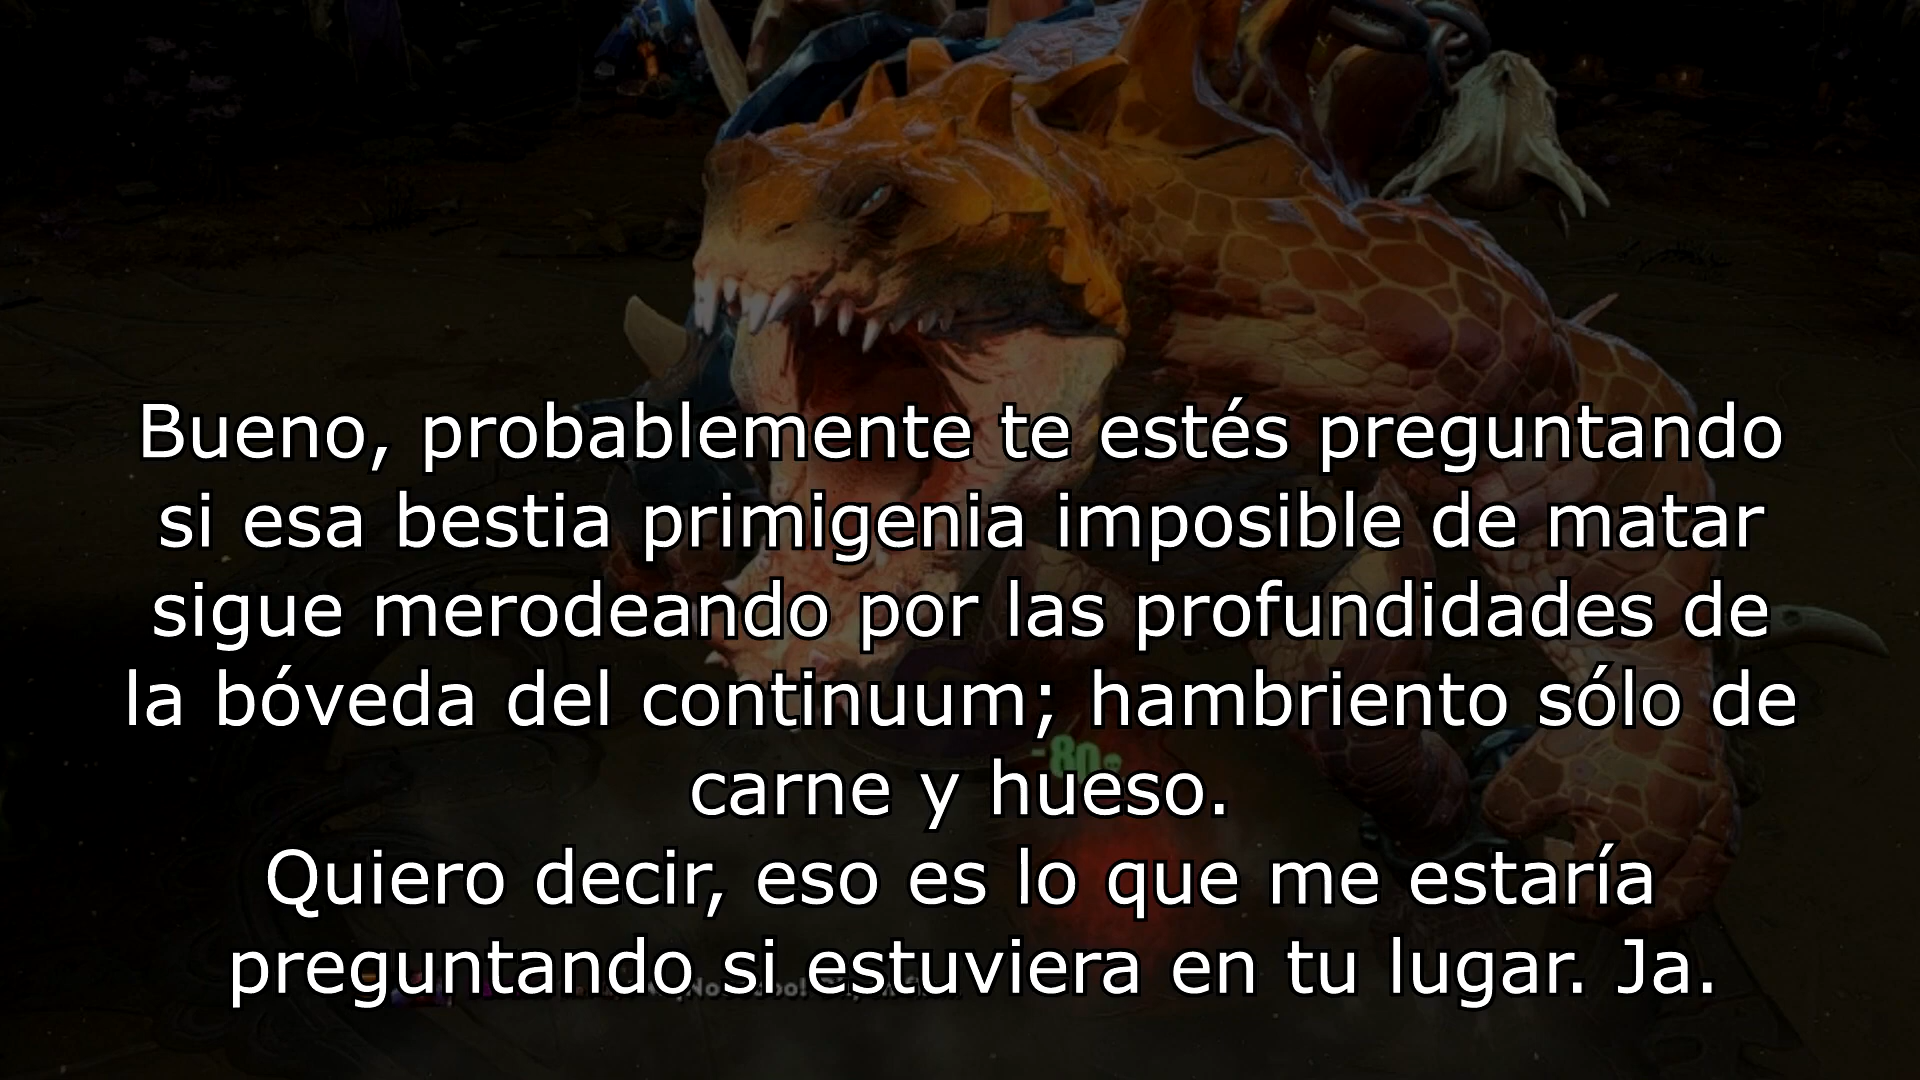 Bueno, probablemente te estés preguntando
si esa bestia primigenia imposible de matar
sigue merodeando por las profundidades de
la bóveda del continuum; hambriento sólo de
-80
carne y hueso.
Quiero decir, eso es lo que me estaría
preguntando si estuviera en tu lugar. Ja.